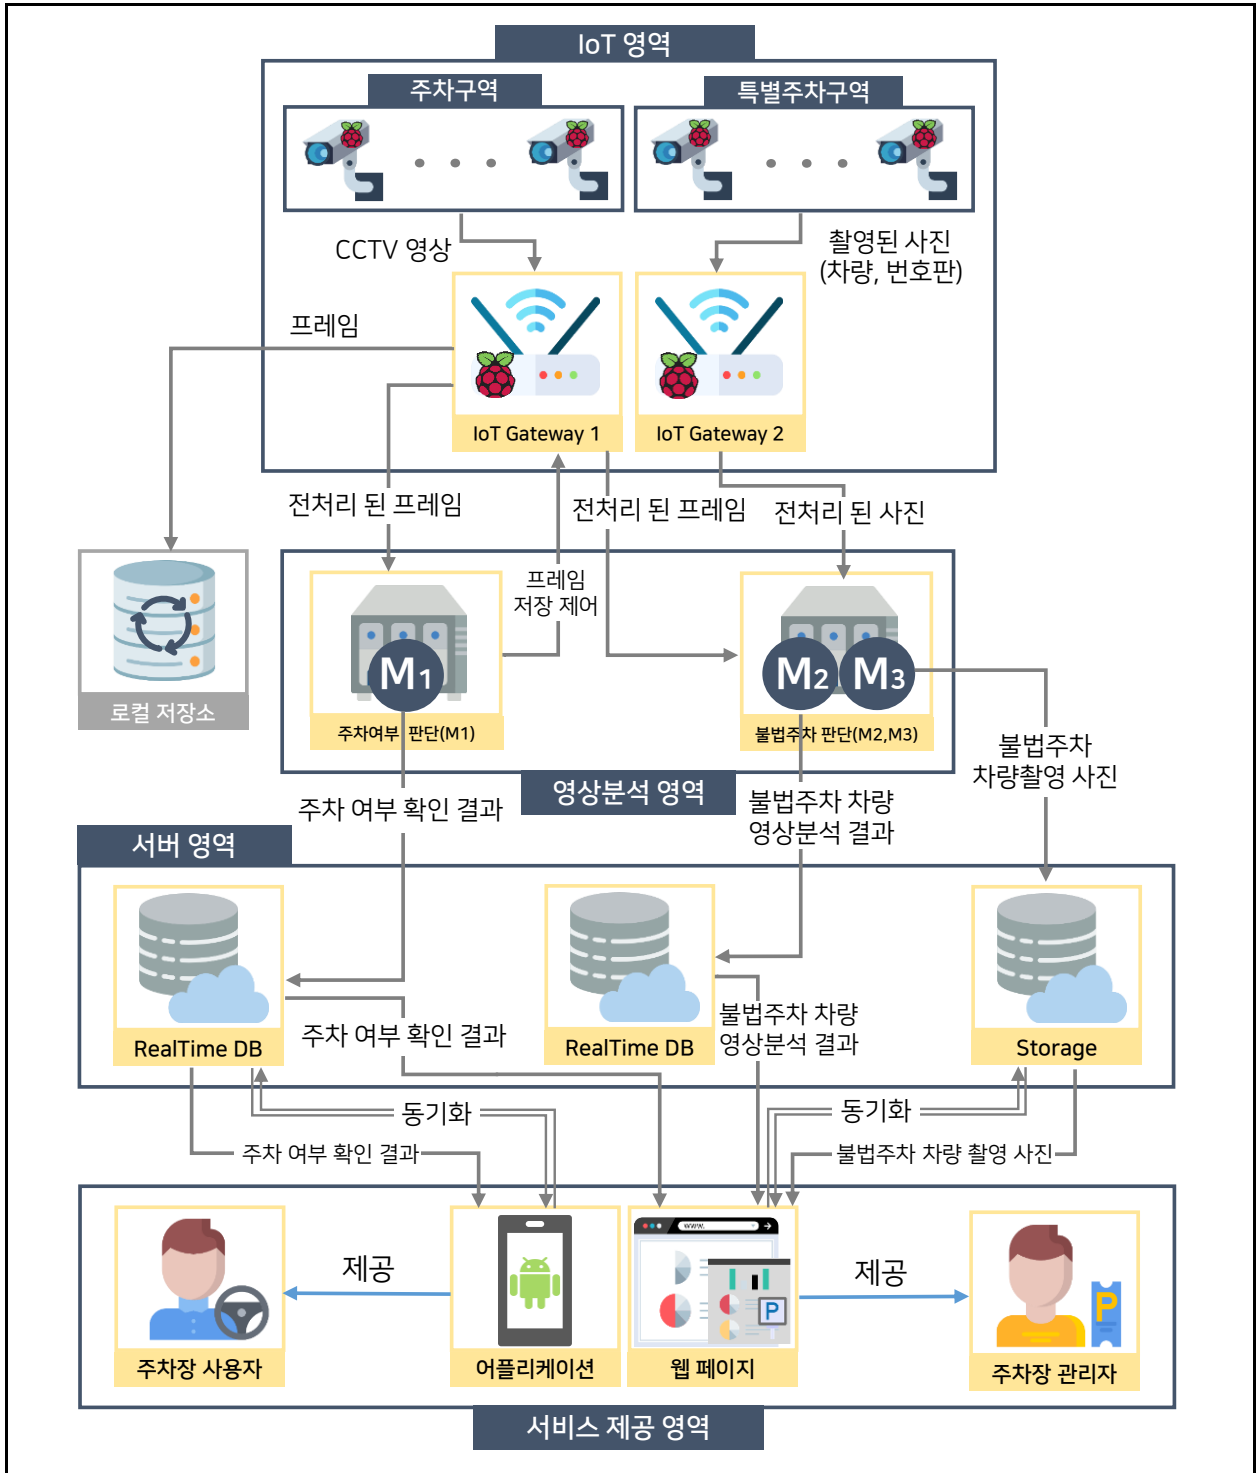 IoT 영역
주차구역
특별주차구역
CCTV 영상
촬영된 사진
(차량, 번호판)
프레임
IoT Gateway 1
IoT Gateway 2
전처리 된 프레임
전처리 된 프레임
전처리 된 사진
프레임
저장 제어
M1
M2
M3
로컬 저장소
주차여부 판단(M1)
불법주차 판단(M2,M3)
불법주차
차량촬영 사진
영상분석 영역
주차 여부 확인 결과
불법주차 차량
영상분석 결과
서버 영역
주차 여부 확인 결과
불법주차 차량
영상분석 결과
RealTime DB
RealTime DB
Storage
동기화
동기화
주차 여부 확인 결과
불법주차 차량 촬영 사진
www.
P
P
제공
제공
주차장 사용자
어플리케이션
웹 페이지
주차장 관리자
서비스 제공 영역